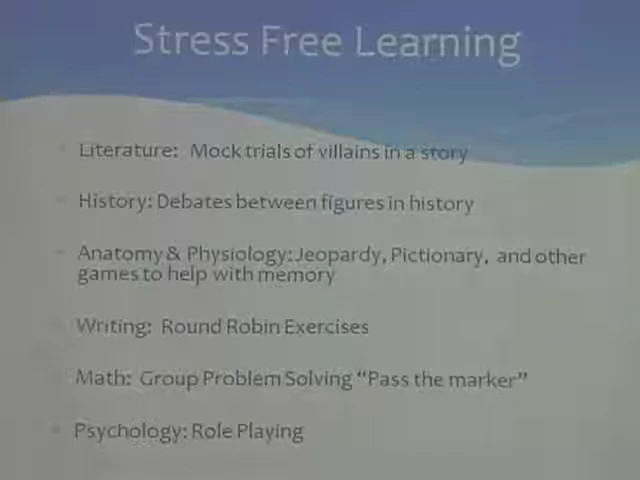 Stress Free Learning
Literature: Mock trials of villains in a story
History: Debates between figures in history
Anatomy & Physiology: Jeopardy, Pictionary, and other
games to help with memory
Writing: Round Robin Exercises
Math: Group Problem Solving “Pass the marker”
Psychology: Role Playing